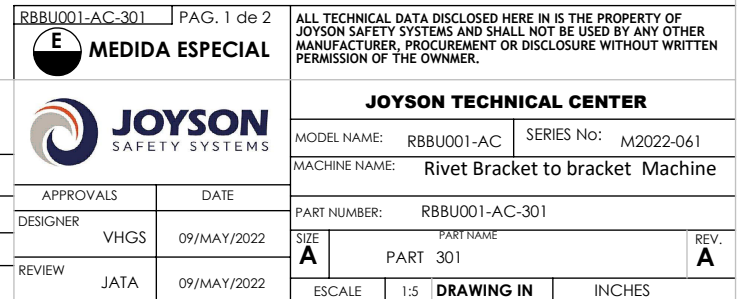 RBBU001-AC-301 PAG. 1 de 2
E MEDIDA ESPECIAL
ALL TECHNICAL DATA DISCLOSED HERE IN IS THE PROPERTY OF
JOYSON SAFETY SYSTEMS AND SHALL NOT BE USED BY ANY OTHER
MANUFACTURER, PROCUREMENT OR DISCLOSURE WITHOUT WRITTEN
PERMISSION OF THE OWNMER.
JOYSON
SAFETY SYSTEMS
JOYSON TECHNICAL CENTER
MODEL NAME: RBBU001-AC SERIES No: M2022-061
MACHINE NAME: Rivet Bracket to bracket Machine
APPROVALS DATE
DESIGNER
VHGS 09/MAY/2022
REVIEW
JATA 09/MAY/2022
PART NUMBER: RBBU001-AC-301
SIZE PART NAME REV.
A PART 301 A
ESCALE 1:5 DRAWING IN INCHES